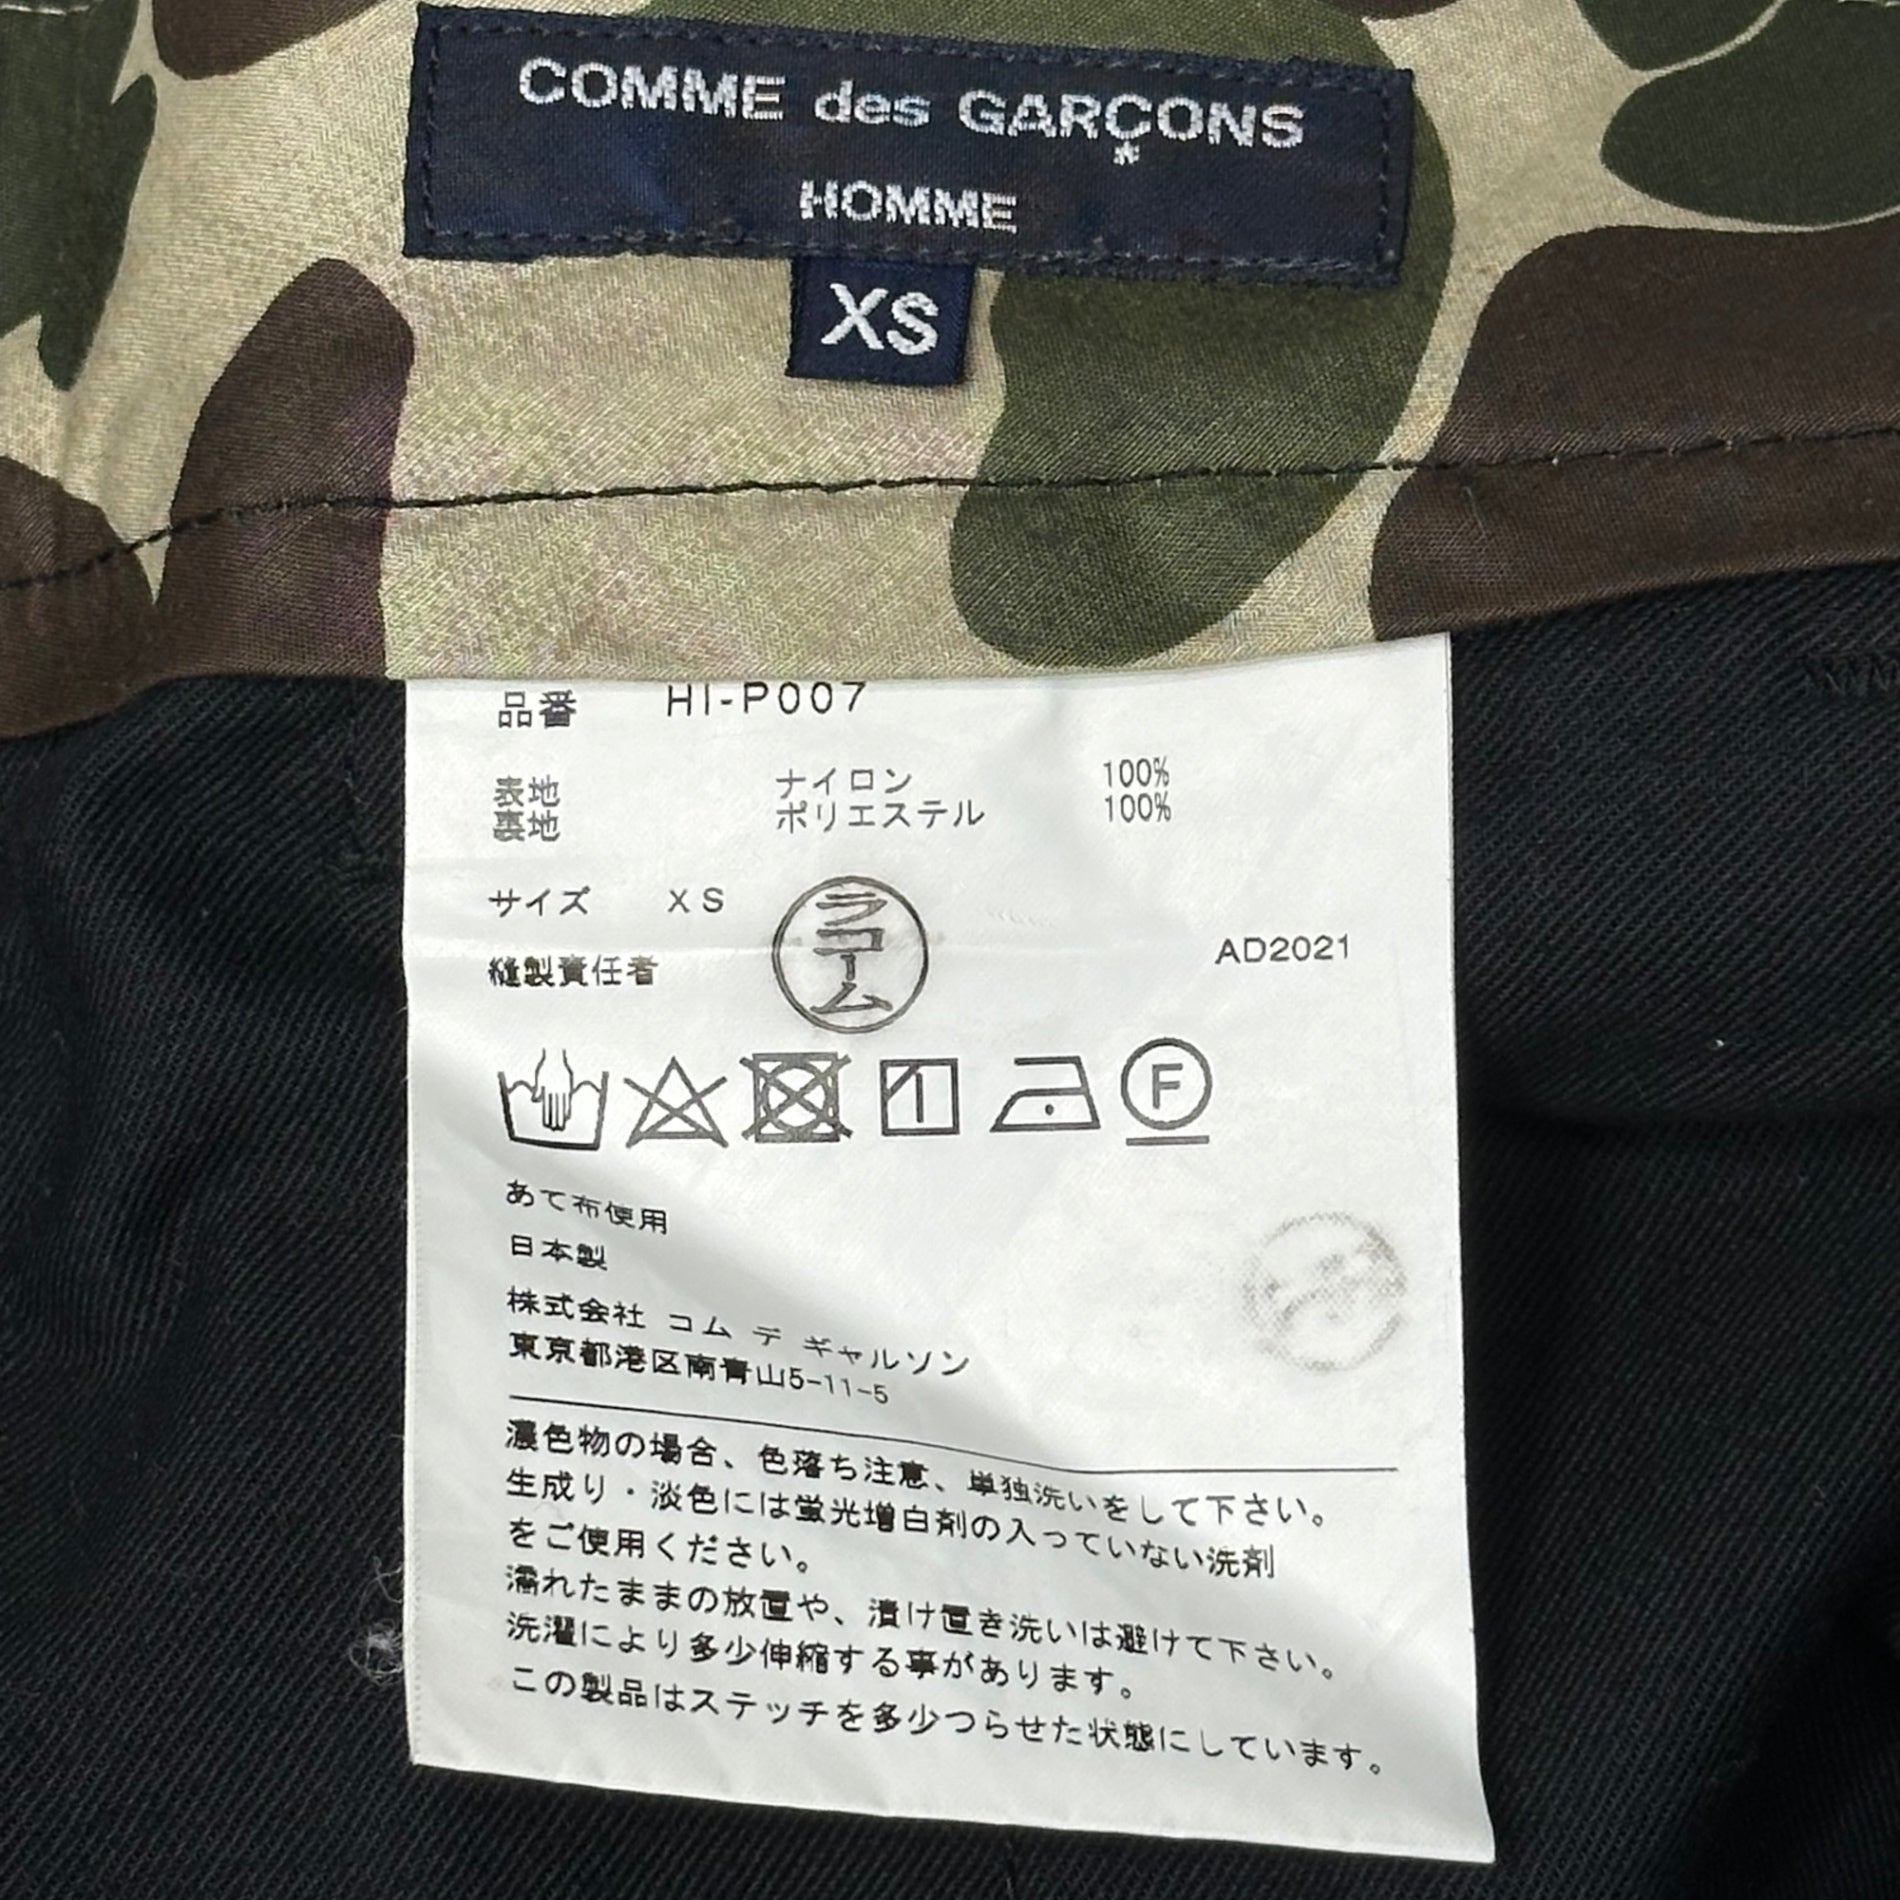 COMME des GARÇONS
HOMME
XS
品番 HI-P007
表地 ナイロン 100%
裏地 ポリエステル 100%
サイズ XS
縫製責任者 ラコーム AD2021
1 F
あて布使用
日本製
株式会社 コム デ ギャルソン
東京都港区南青山5-11-5
濃色物の場合、色落ち注意、単独洗いをして下さい。
生成り・淡色には蛍光増白剤の入っていない洗剤
をご使用ください。
濡れたままの放置や、漬け置き洗いは避けて下さい。
洗濯により多少伸縮する事があります。
この製品はステッチを多少つらせた状態にしています。